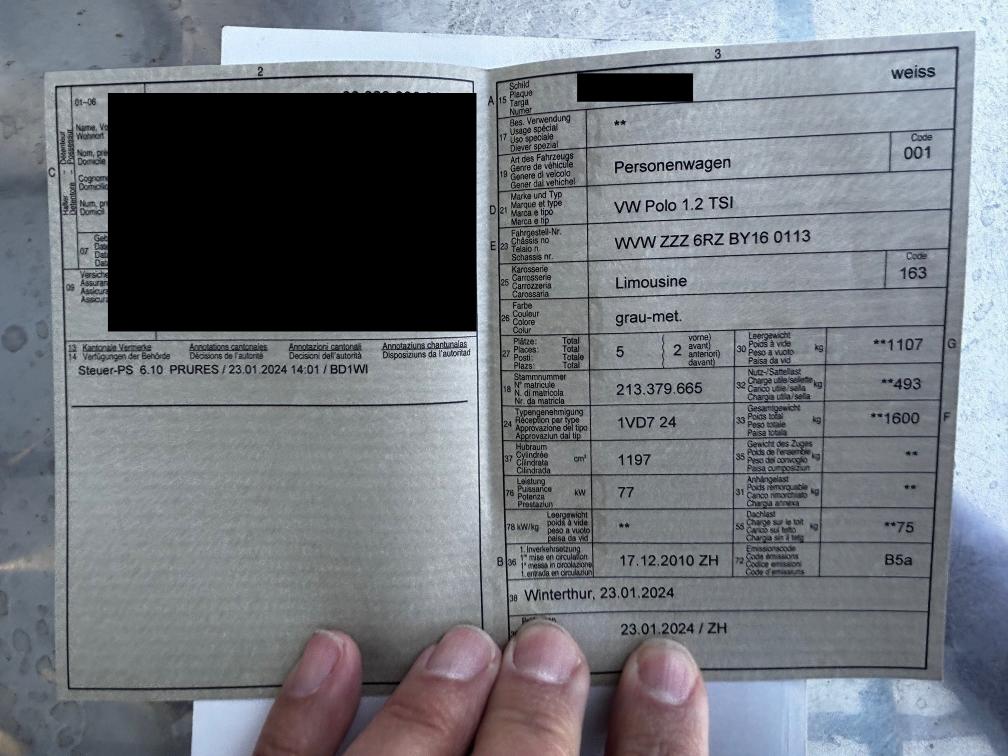 2
01–06
Name, Vo
Wohnort
Nom, pré
Domicile
Cognom
Domicilio
Num, pre
Domicil
C
Halter Détenteur
Detentore Possessur
07
Geb
Data
Data
Data
09
Versiche
Assuran
Assicura
Assicura
13 Kantonale Vermerke Annotations cantonales Annotazioni cantonali Annotaziuns chantunalas
14 Verfügungen der Behörde Décisions de l'autorité Decisioni dell'autorità Disposiziuns da l'autoritad
Steuer-PS 6.10 PRURES / 23.01.2024 14:01 / BD1WI
3
A 15 Schild
Plaque
Targa
Numer
weiss
17 Bes. Verwendung
Usage spécial
Uso speciale
Diever spezial
**
19 Art des Fahrzeugs
Genre de véhicule
Genere di veicolo
Gener dal vehichel
Personenwagen
Code
001
D 21 Marke und Typ
Marque et type
Marca e tipo
Marca e tip
VW Polo 1.2 TSI
E 23 Fahrgestell-Nr.
Châssis no
Telaio n.
Schassis nr.
WVW ZZZ 6RZ BY16 0113
25 Karosserie
Carrosserie
Carrozzeria
Carossaria
Limousine
Code
163
26 Farbe
Couleur
Colore
Colur
grau-met.
27 Plätze: Total
Places: Total
Posti: Totale
Plazs: Total
5
2
vorne)
avant)
anteriori)
davant)
30 Leergewicht
Poids à vide
Peso a vuoto
Paisa da vid
kg
**1107
G
18 Stammnummer
N° matricule
N. di matricola
Nr. da matricla
213.379.665
32 Nutz-/Sattellast
Charge utile/sellette
Carico utile/sella
Chargia utila/sella
kg
**493
24 Typengenehmigung
Réception par type
Approvazione del tipo
Approvaziun dal tip
1VD7 24
33 Gesamtgewicht
Poids total
Peso totale
Paisa totala
kg
**1600
F
37 Hubraum
Cylindrée
Cilindrata
Cilindrada
cm³
1197
35 Gewicht des Zuges
Poids de l'ensemble
Peso del convoglio
Paisa cumposiziun
kg
**
76 Leistung
Puissance
Potenza
Prestaziun
kW
77
31 Anhängelast
Poids remorquable
Carico rimorchiato
Chargia annexa
kg
**
78 kW/kg
Leergewicht
poids à vide
peso a vuoto
paisa da vid
**
55 Dachlast
Charge sur le toit
Carico sul tetto
Chargia sin il tetg
kg
**75
B 36 1. Inverkehrsetzung
1re mise en circulation
1a messa in circolazione
1. entrada en circulaziun
17.12.2010 ZH
72 Emissionscode
Code émissions
Codice emissioni
Code d'emissiuns
B5a
38 Winterthur, 23.01.2024
23.01.2024 / ZH